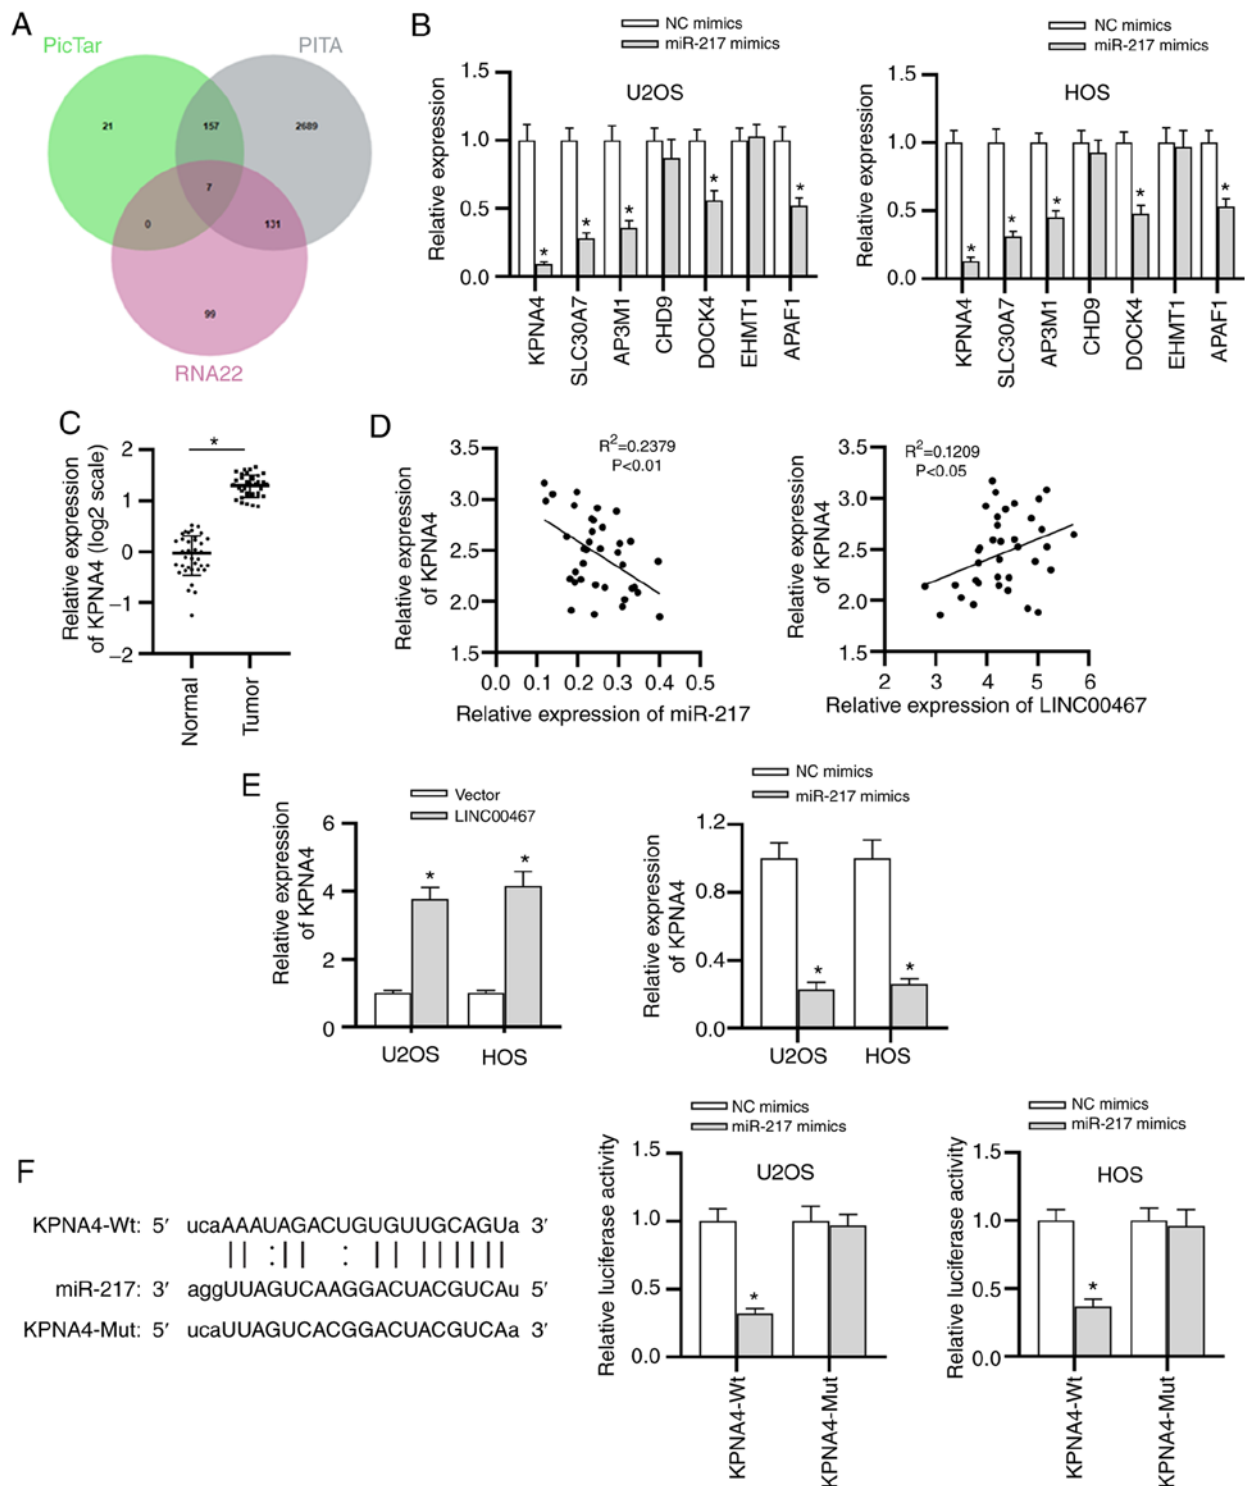 A
PicTar
PITA
21
157
2689
7
0
131
99
RNA22
B
NC mimics
miR-217 mimics
U2OS
Relative expression
1.5
1.0
0.5
0.0
* * * * *
KPNA4
SLC30A7
AP3M1
CHD9
DOCK4
EHMT1
APAF1
NC mimics
miR-217 mimics
HOS
Relative expression
1.5
1.0
0.5
0.0
* * * * *
KPNA4
SLC30A7
AP3M1
CHD9
DOCK4
EHMT1
APAF1
C
Relative expression
of KPNA4 (log2 scale)
2
1
0
−1
−2
*
Normal
Tumor
D
Relative expression
of KPNA4
3.5
3.0
2.5
2.0
1.5
R²=0.2379
P<0.01
0.0 0.1 0.2 0.3 0.4 0.5
Relative expression of miR-217
Relative expression
of KPNA4
3.5
3.0
2.5
2.0
1.5
R²=0.1209
P<0.05
2 3 4 5 6
Relative expression of LINC00467
E
Vector
LINC00467
Relative expression
of KPNA4
6
4
2
0
* *
U2OS HOS
NC mimics
miR-217 mimics
Relative expression
of KPNA4
1.2
0.8
0.4
0.0
* *
U2OS HOS
F
KPNA4-Wt: 5′ ucaAAAUAGACUGUGUUGCAGUa 3′
miR-217: 3′ aggUUAGUCAAGGACUACGUCAu 5′
KPNA4-Mut: 5′ ucaUUAGUCACGGACUACGUCAa 3′
NC mimics
miR-217 mimics
U2OS
Relative luciferase activity
1.5
1.0
0.5
0.0
*
KPNA4-Wt
KPNA4-Mut
NC mimics
miR-217 mimics
HOS
Relative luciferase activity
1.5
1.0
0.5
0.0
*
KPNA4-Wt
KPNA4-Mut